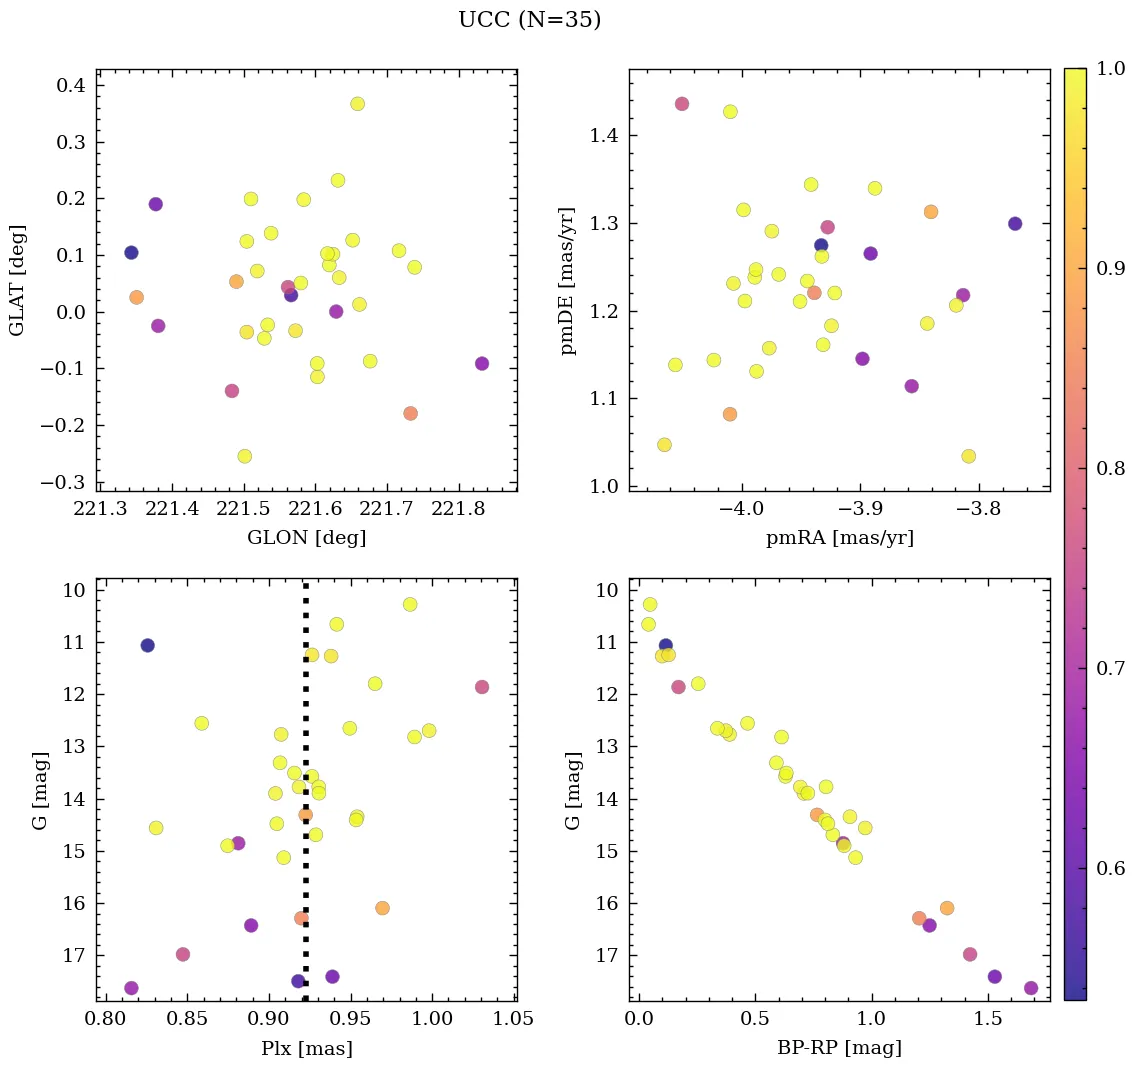 UCC (N=35)
0.4
0.3
0.2
0.1
0.0
−0.1
−0.2
−0.3
GLAT [deg]
221.3 221.4 221.5 221.6 221.7 221.8
GLON [deg]
1.4
1.3
1.2
1.1
1.0
pmDE [mas/yr]
−4.0 −3.9 −3.8
pmRA [mas/yr]
10
11
12
13
14
15
16
17
G [mag]
0.80 0.85 0.90 0.95 1.00 1.05
Plx [mas]
10
11
12
13
14
15
16
17
G [mag]
0.0 0.5 1.0 1.5
BP-RP [mag]
1.0
0.9
0.8
0.7
0.6